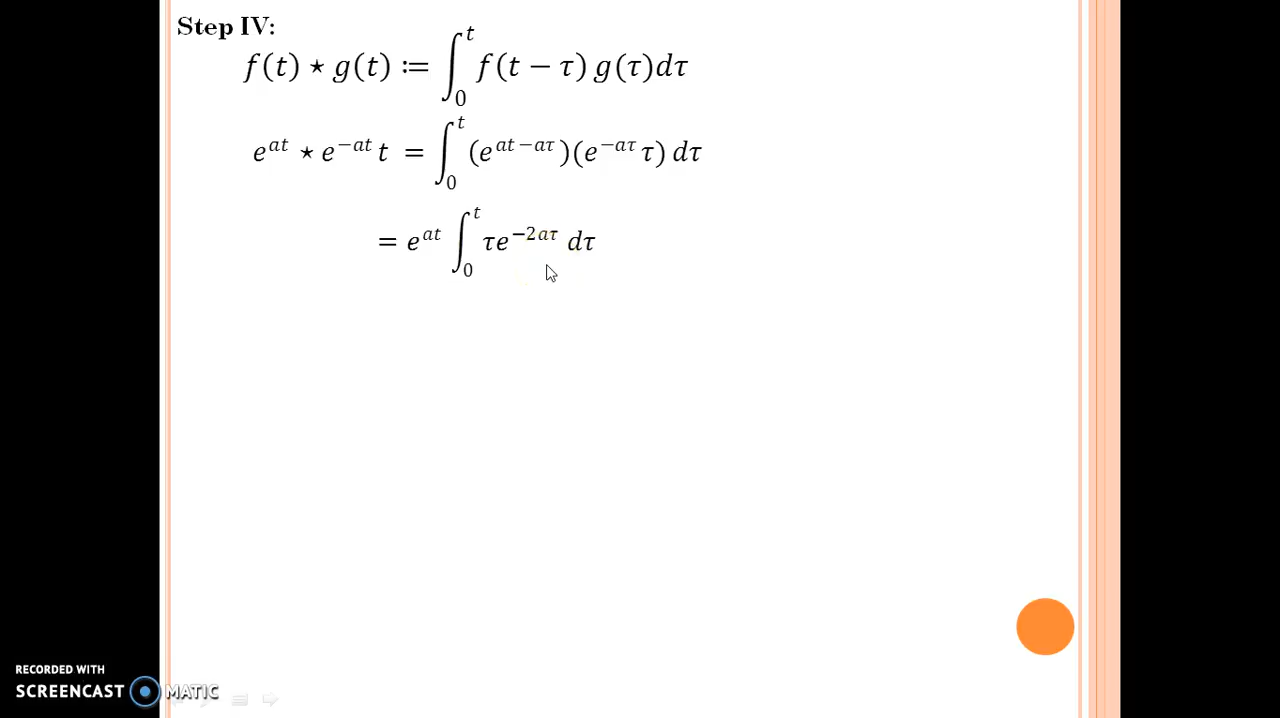 Step IV:
f(t) ⋆ g(t) ≔ ∫₀ᵗ f(t − τ) g(τ)dτ
e^{at} ⋆ e^{−at} t = ∫₀ᵗ (e^{at−aτ})(e^{−aτ} τ) dτ
= e^{at} ∫₀ᵗ τe^{−2aτ} dτ
RECORDED WITH
SCREENCAST MATIC